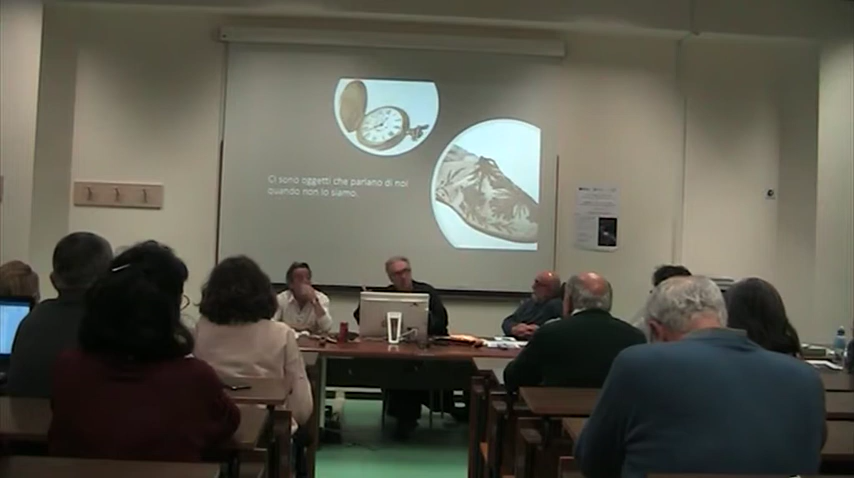 Ci sono oggetti che parlano di noi
quando non lo siamo.